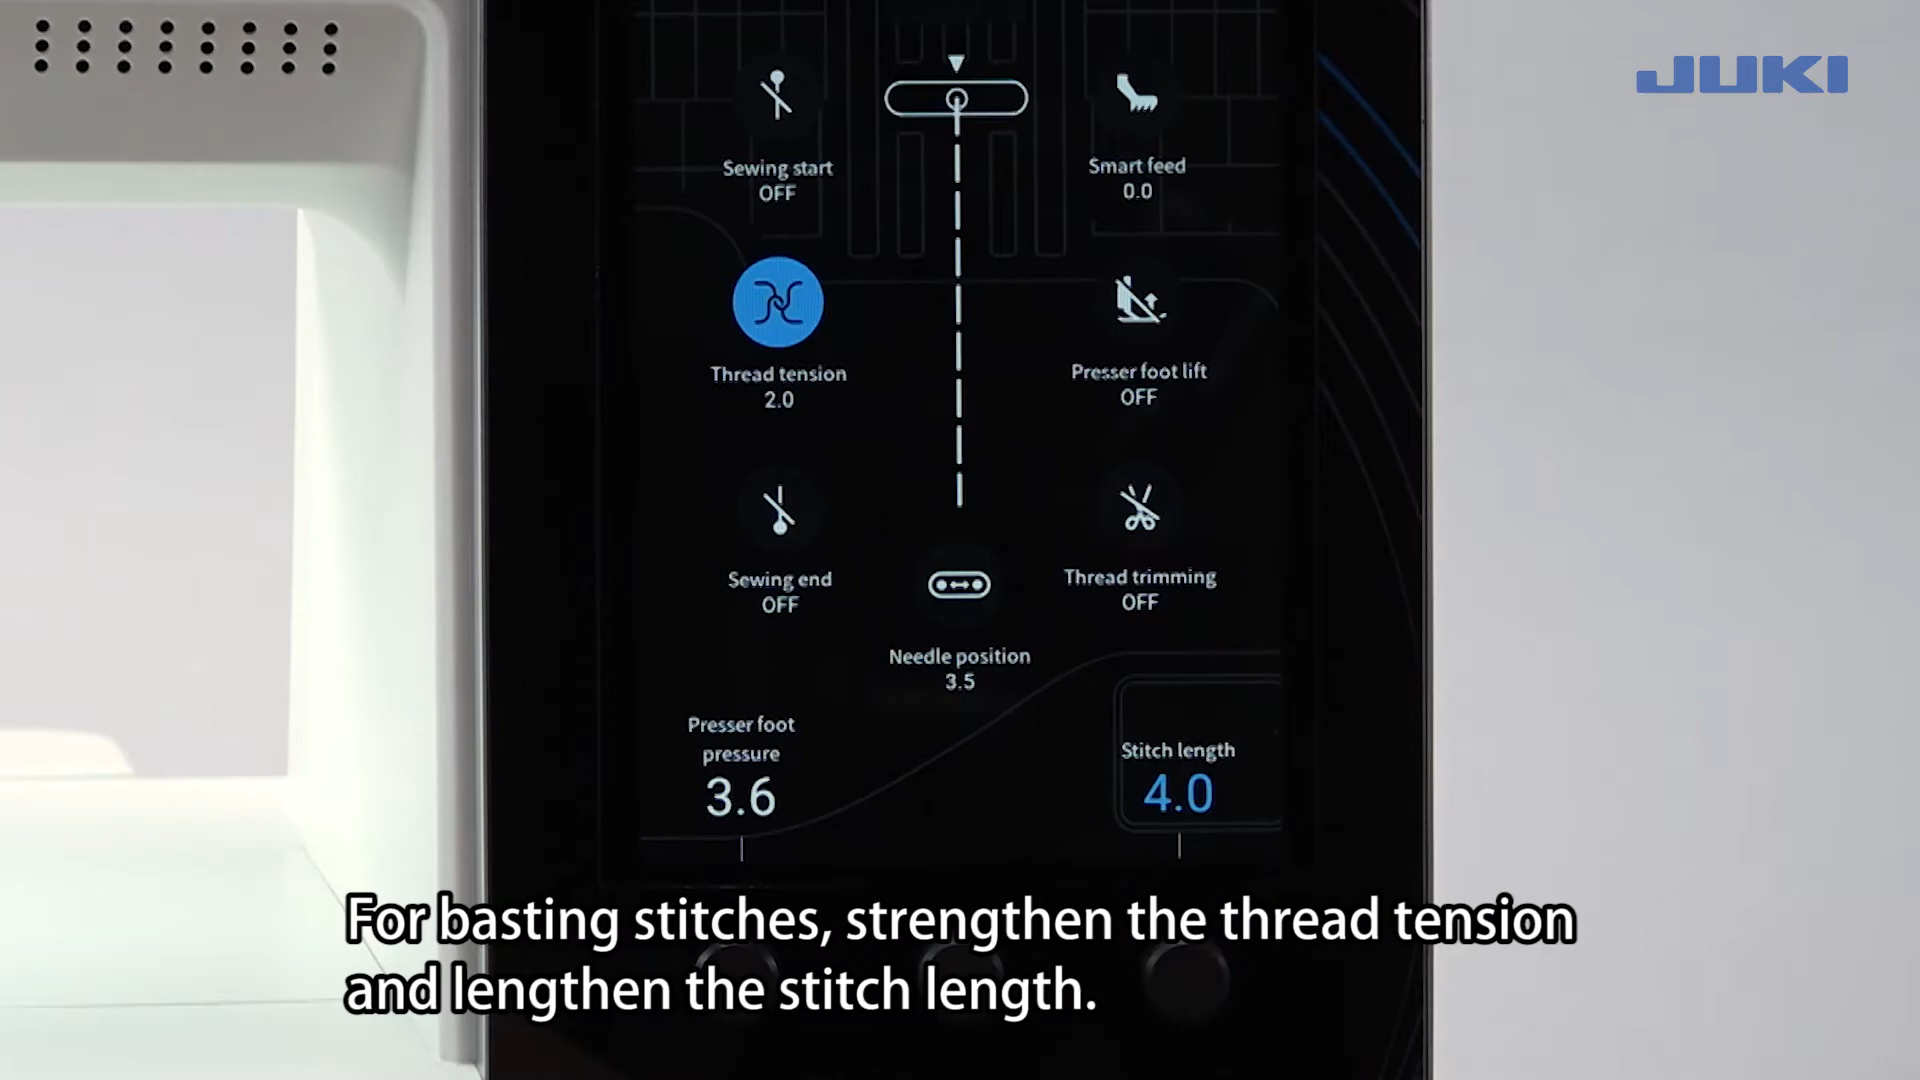 JUKI
Sewing start
OFF
Smart feed
0.0
Thread tension
2.0
Presser foot lift
OFF
Sewing end
OFF
Thread trimming
OFF
Needle position
3.5
Presser foot
pressure
3.6
Stitch length
4.0
For basting stitches, strengthen the thread tension
and lengthen the stitch length.